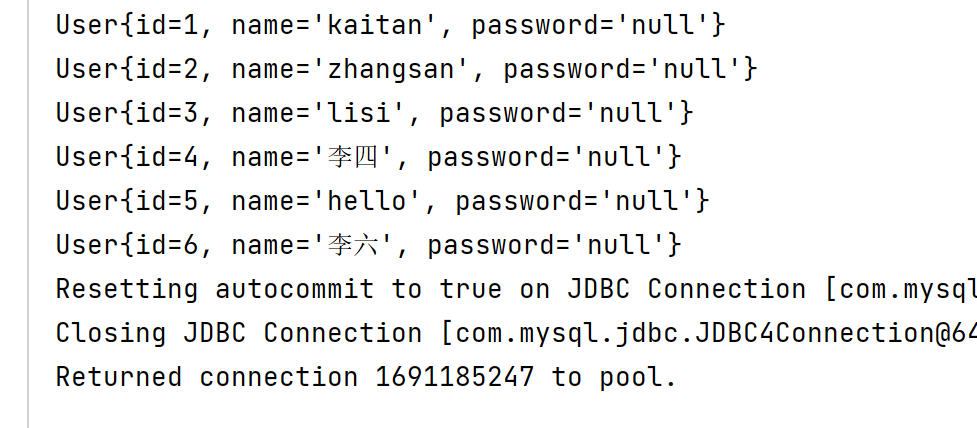 User{id=1, name='kaitan', password='null'}
User{id=2, name='zhangsan', password='null'}
User{id=3, name='lisi', password='null'}
User{id=4, name='李四', password='null'}
User{id=5, name='hello', password='null'}
User{id=6, name='李六', password='null'}
Resetting autocommit to true on JDBC Connection [com.mysql
Closing JDBC Connection [com.mysql.jdbc.JDBC4Connection@64
Returned connection 1691185247 to pool.